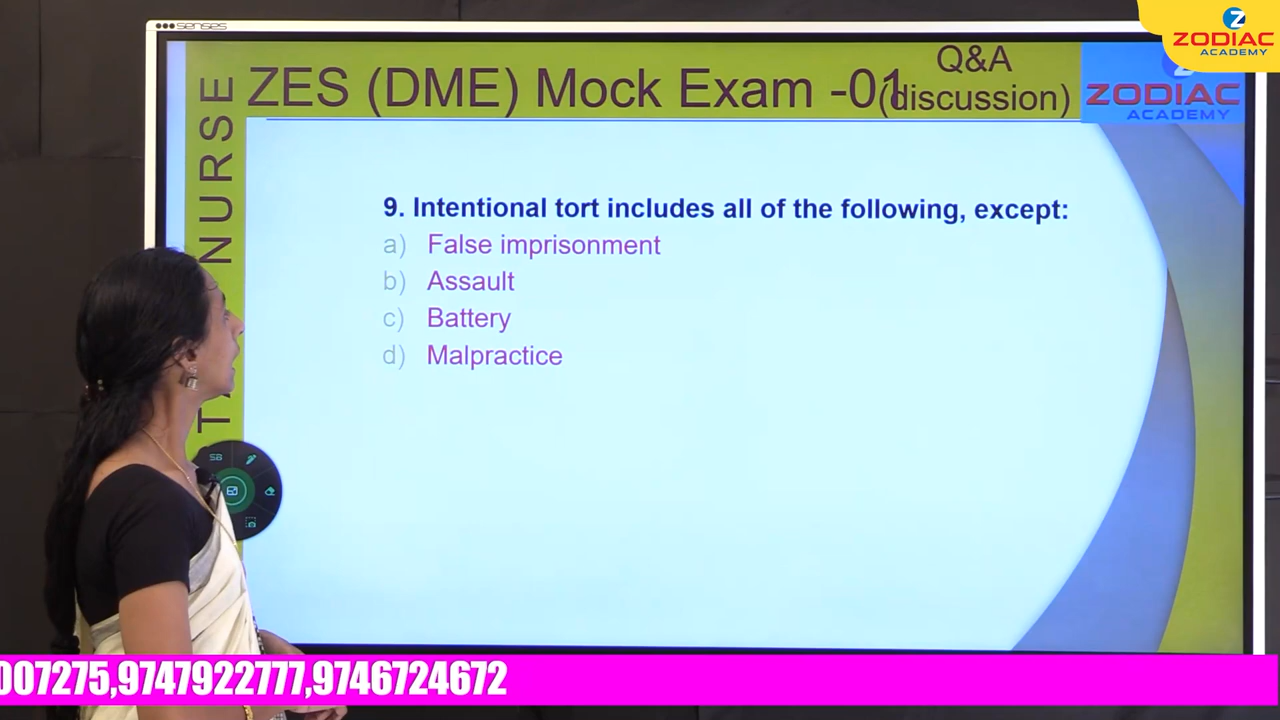 senses
ZODIAC
ACADEMY
ZES (DME) Mock Exam -01
Q&A
(discussion)
ZODIAC
ACADEMY
NURSE
9. Intentional tort includes all of the following, except:
a) False imprisonment
b) Assault
c) Battery
d) Malpractice
SB
007275,9747922777,9746724672